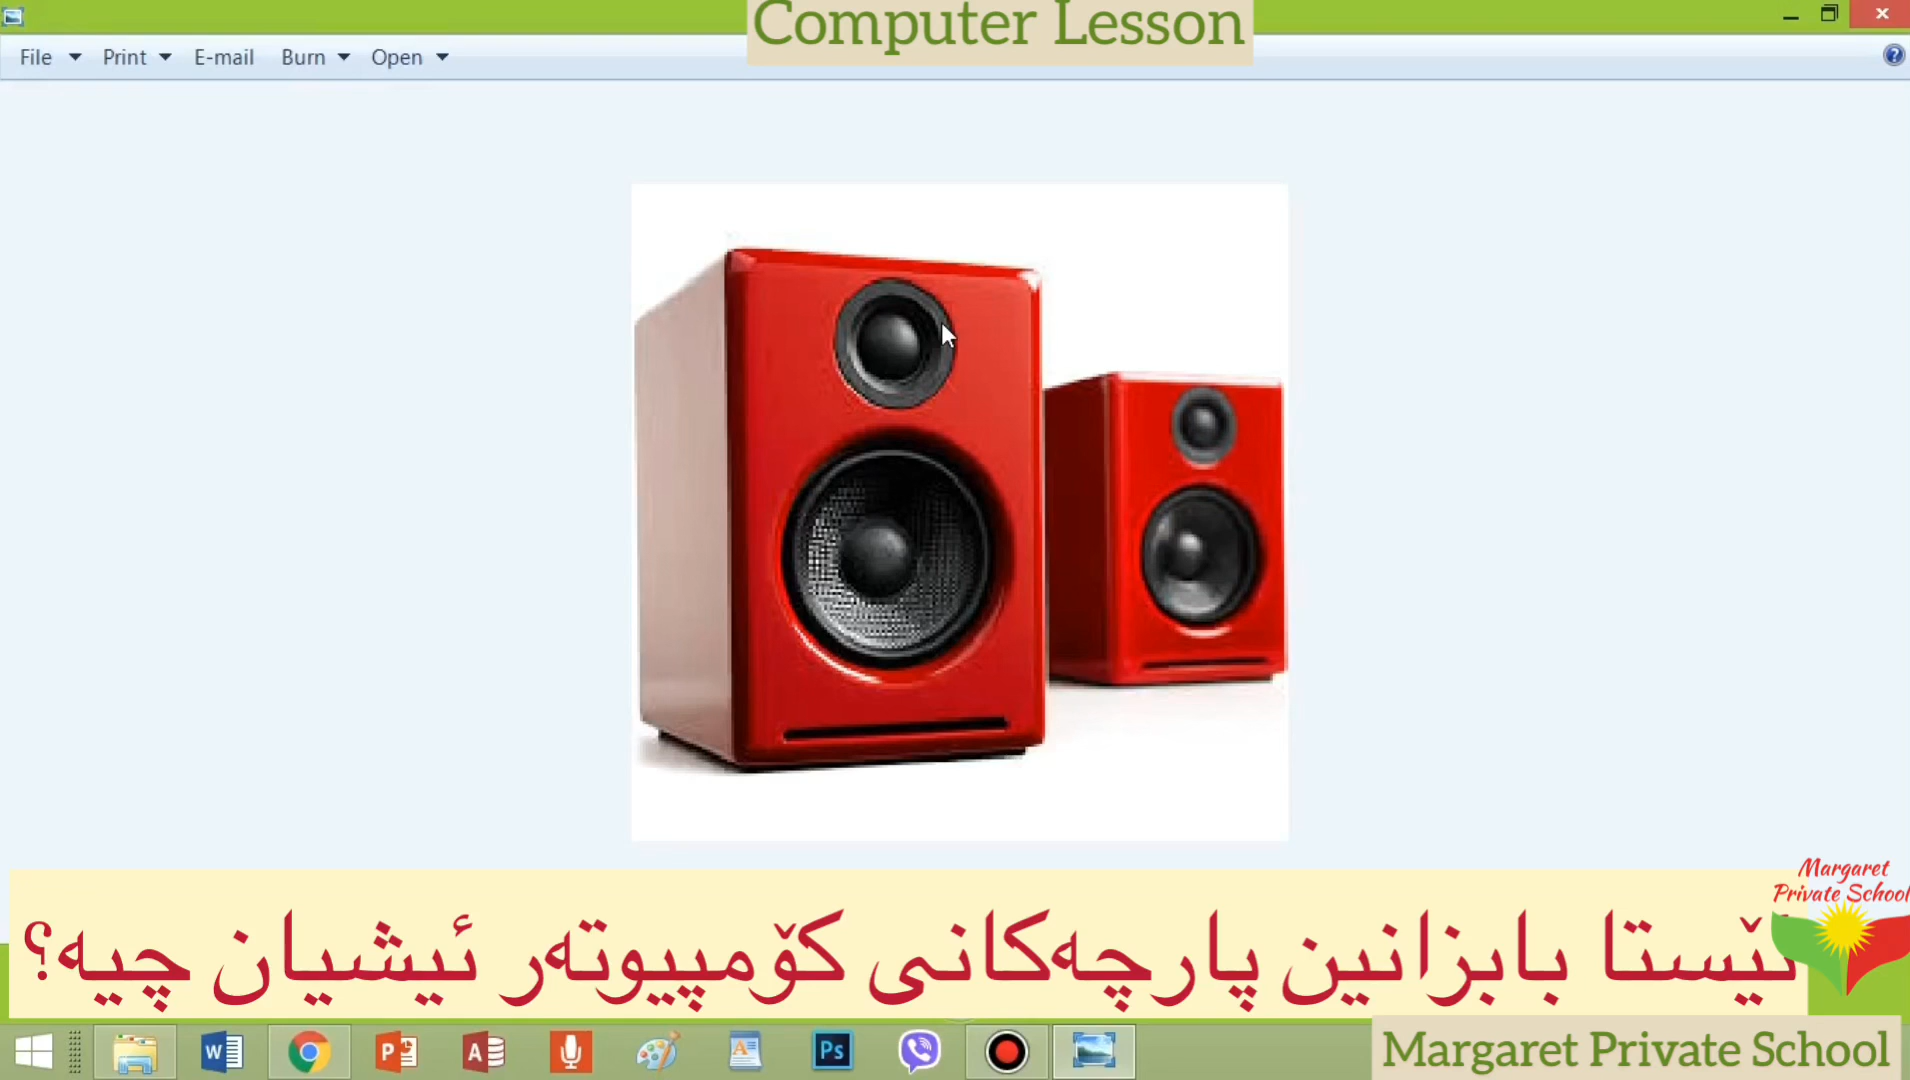 Computer Lesson
File Print E-mail Burn Open
Margaret
Private School
ئێستا بابزانین پارچەکانی کۆمپیوتەر ئیشیان چیە؟
Margaret Private School